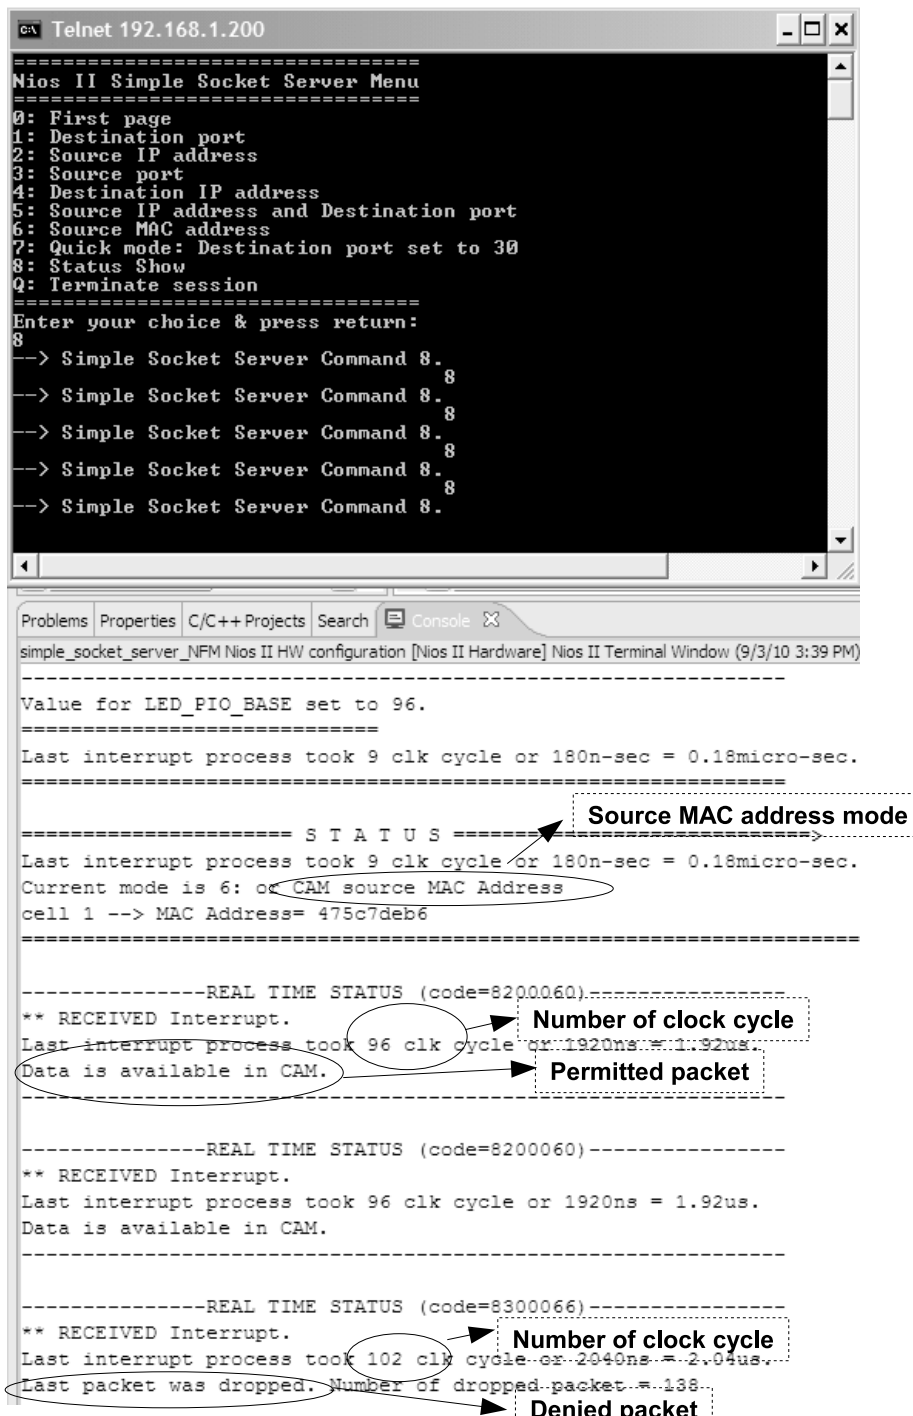 Telnet 192.168.1.200
=================================
Nios II Simple Socket Server Menu
=================================
0: First page
1: Destination port
2: Source IP address
3: Source port
4: Destination IP address
5: Source IP address and Destination port
6: Source MAC address
7: Quick mode: Destination port set to 30
8: Status Show
Q: Terminate session
=================================
Enter your choice & press return:
8
--> Simple Socket Server Command 8.
8
--> Simple Socket Server Command 8.
8
--> Simple Socket Server Command 8.
8
--> Simple Socket Server Command 8.
8
--> Simple Socket Server Command 8.
Problems Properties C/C++ Projects Search Console
simple_socket_server_NFM Nios II HW configuration [Nios II Hardware] Nios II Terminal Window (9/3/10 3:39 PM)
--------------------------------------------------------------
Value for LED_PIO_BASE set to 96.
=============================
Last interrupt process took 9 clk cycle or 180n-sec = 0.18micro-sec.
==============================================================
Source MAC address mode
====================== S T A T U S =============================>
Last interrupt process took 9 clk cycle or 180n-sec = 0.18micro-sec.
Current mode is 6: or CAM source MAC Address
cell 1 --> MAC Address= 475c7deb6
====================================================================
---------------REAL TIME STATUS (code=8200060)----------------
** RECEIVED Interrupt.
Number of clock cycle
Last interrupt process took 96 clk cycle or 1920ns = 1.92us.
Data is available in CAM.
Permitted packet
--------------------------------------------------------------
---------------REAL TIME STATUS (code=8200060)----------------
** RECEIVED Interrupt.
Last interrupt process took 96 clk cycle or 1920ns = 1.92us.
Data is available in CAM.
--------------------------------------------------------------
---------------REAL TIME STATUS (code=8300066)----------------
** RECEIVED Interrupt.
Number of clock cycle
Last interrupt process took 102 clk cycle or 2040ns = 2.04us.
Last packet was dropped. Number of dropped packet = 138
Denied packet